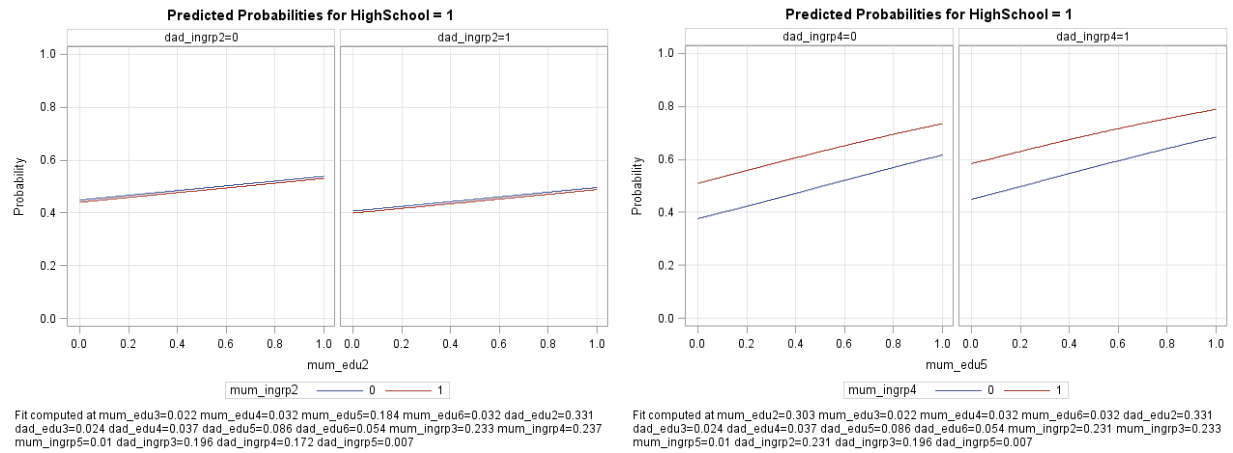 Predicted Probabilities for HighSchool = 1
dad_ingrp2=0 dad_ingrp2=1
1.0
0.8
0.6
0.4
0.2
0.0
Probability
0.0 0.2 0.4 0.6 0.8 1.0 0.0 0.2 0.4 0.6 0.8 1.0
mum_edu2
mum_ingrp2 0 1
Fit computed at mum_edu3=0.022 mum_edu4=0.032 mum_edu5=0.184 mum_edu6=0.032 dad_edu2=0.331
dad_edu3=0.024 dad_edu4=0.037 dad_edu5=0.086 dad_edu6=0.054 mum_ingrp3=0.233 mum_ingrp4=0.237
mum_ingrp5=0.01 dad_ingrp3=0.196 dad_ingrp4=0.172 dad_ingrp5=0.007
Predicted Probabilities for HighSchool = 1
dad_ingrp4=0 dad_ingrp4=1
1.0
0.8
0.6
0.4
0.2
0.0
Probability
0.0 0.2 0.4 0.6 0.8 1.0 0.0 0.2 0.4 0.6 0.8 1.0
mum_edu5
mum_ingrp4 0 1
Fit computed at mum_edu2=0.303 mum_edu3=0.022 mum_edu4=0.032 mum_edu6=0.032 dad_edu2=0.331
dad_edu3=0.024 dad_edu4=0.037 dad_edu5=0.086 dad_edu6=0.054 mum_ingrp2=0.231 mum_ingrp3=0.233
mum_ingrp5=0.01 dad_ingrp2=0.231 dad_ingrp3=0.196 dad_ingrp5=0.007